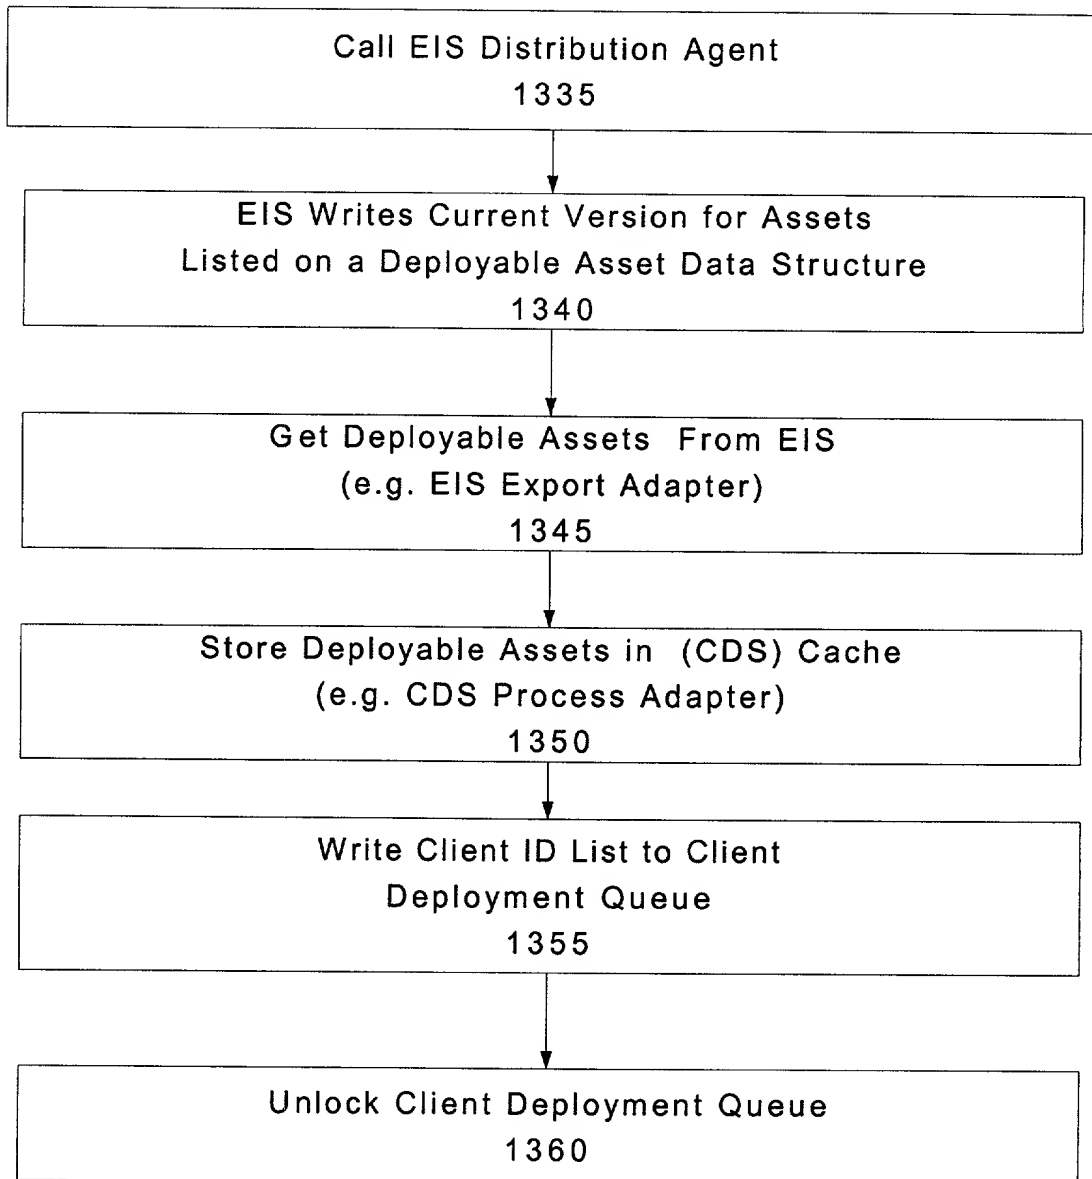 Call EIS Distribution Agent
1335
EIS Writes Current Version for Assets
Listed on a Deployable Asset Data Structure
1340
Get Deployable Assets From EIS
(e.g. EIS Export Adapter)
1345
Store Deployable Assets in (CDS) Cache
(e.g. CDS Process Adapter)
1350
Write Client ID List to Client
Deployment Queue
1355
Unlock Client Deployment Queue
1360